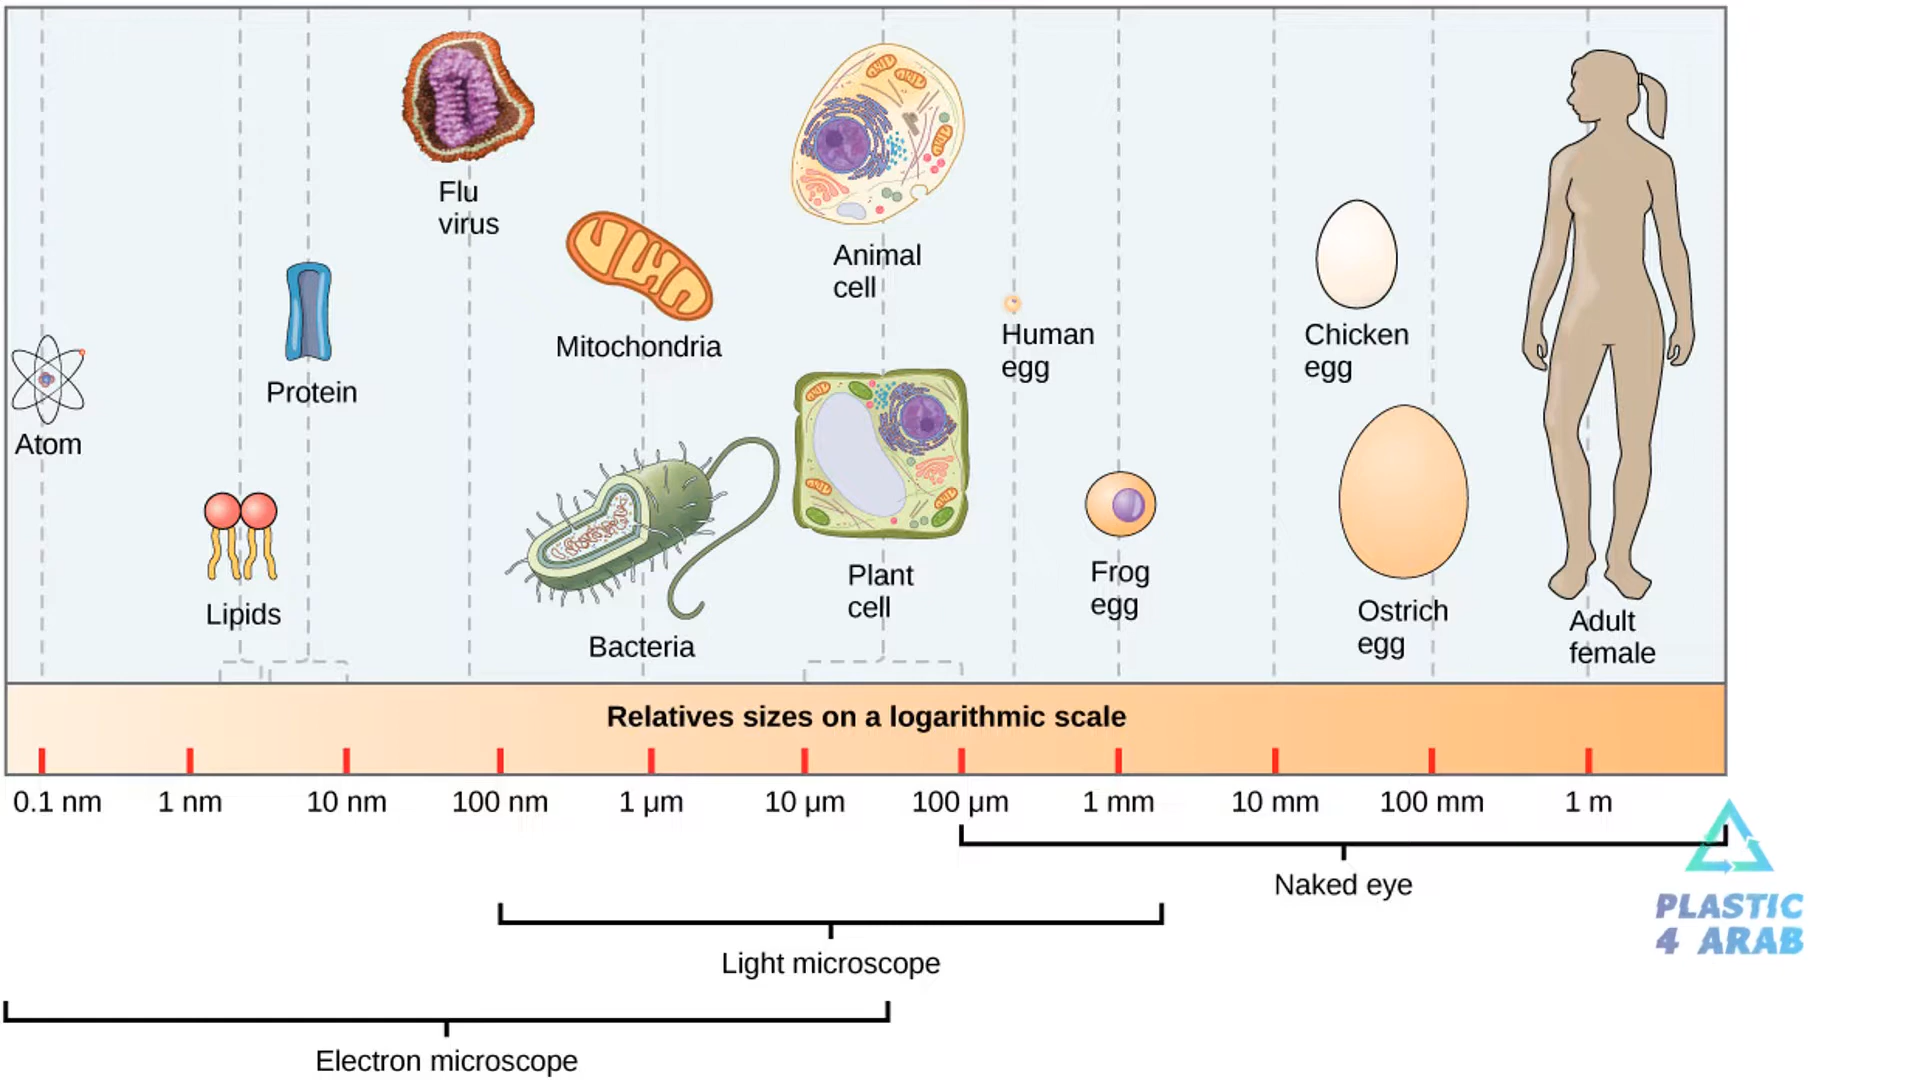 Flu
virus
Animal
cell
Mitochondria
Human
egg
Chicken
egg
Protein
Atom
Lipids
Bacteria
Plant
cell
Frog
egg
Ostrich
egg
Adult
female
Relatives sizes on a logarithmic scale
0.1 nm 1 nm 10 nm 100 nm 1 µm 10 µm 100 µm 1 mm 10 mm 100 mm 1 m
Naked eye
PLASTIC
4 ARAB
Light microscope
Electron microscope